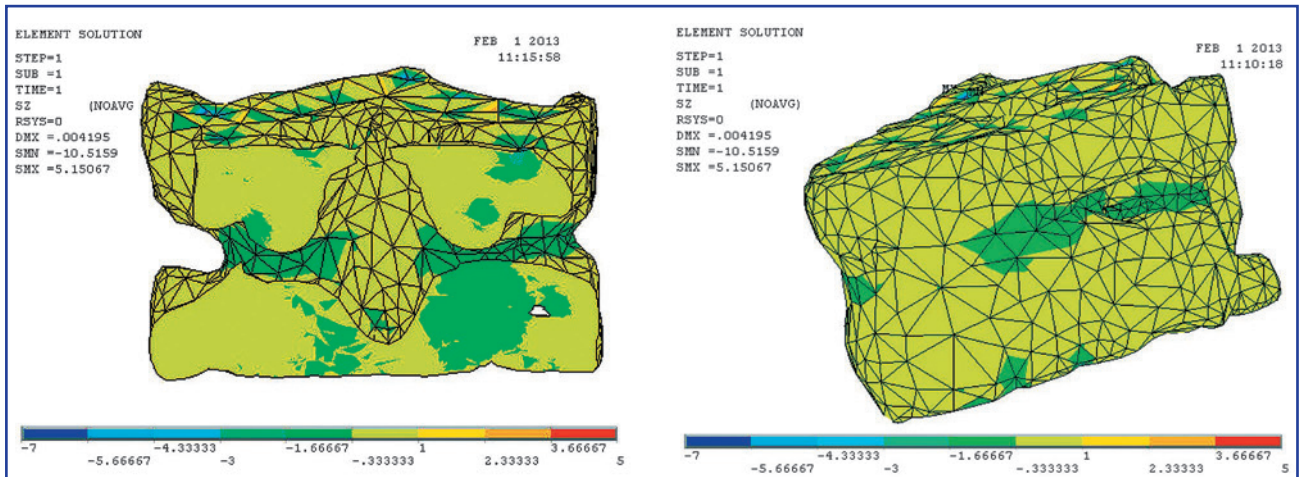 ELEMENT SOLUTION
STEP=1
SUB =1
TIME=1
SZ (NOAVG
RSYS=0
DMX =.004195
SMN =-10.5159
SMX =5.15067
FEB 1 2013
11:15:58
-7 -4.33333 -1.66667 1 3.66667
-5.66667 -3 -.333333 2.33333 5
ELEMENT SOLUTION
STEP=1
SUB =1
TIME=1
SZ (NOAVG)
RSYS=0
DMX =.004195
SMN =-10.5159
SMX =5.15067
FEB 1 2013
11:10:18
-7 -4.33333 -1.66667 1 3.66667
-5.66667 -3 -.333333 2.33333 5